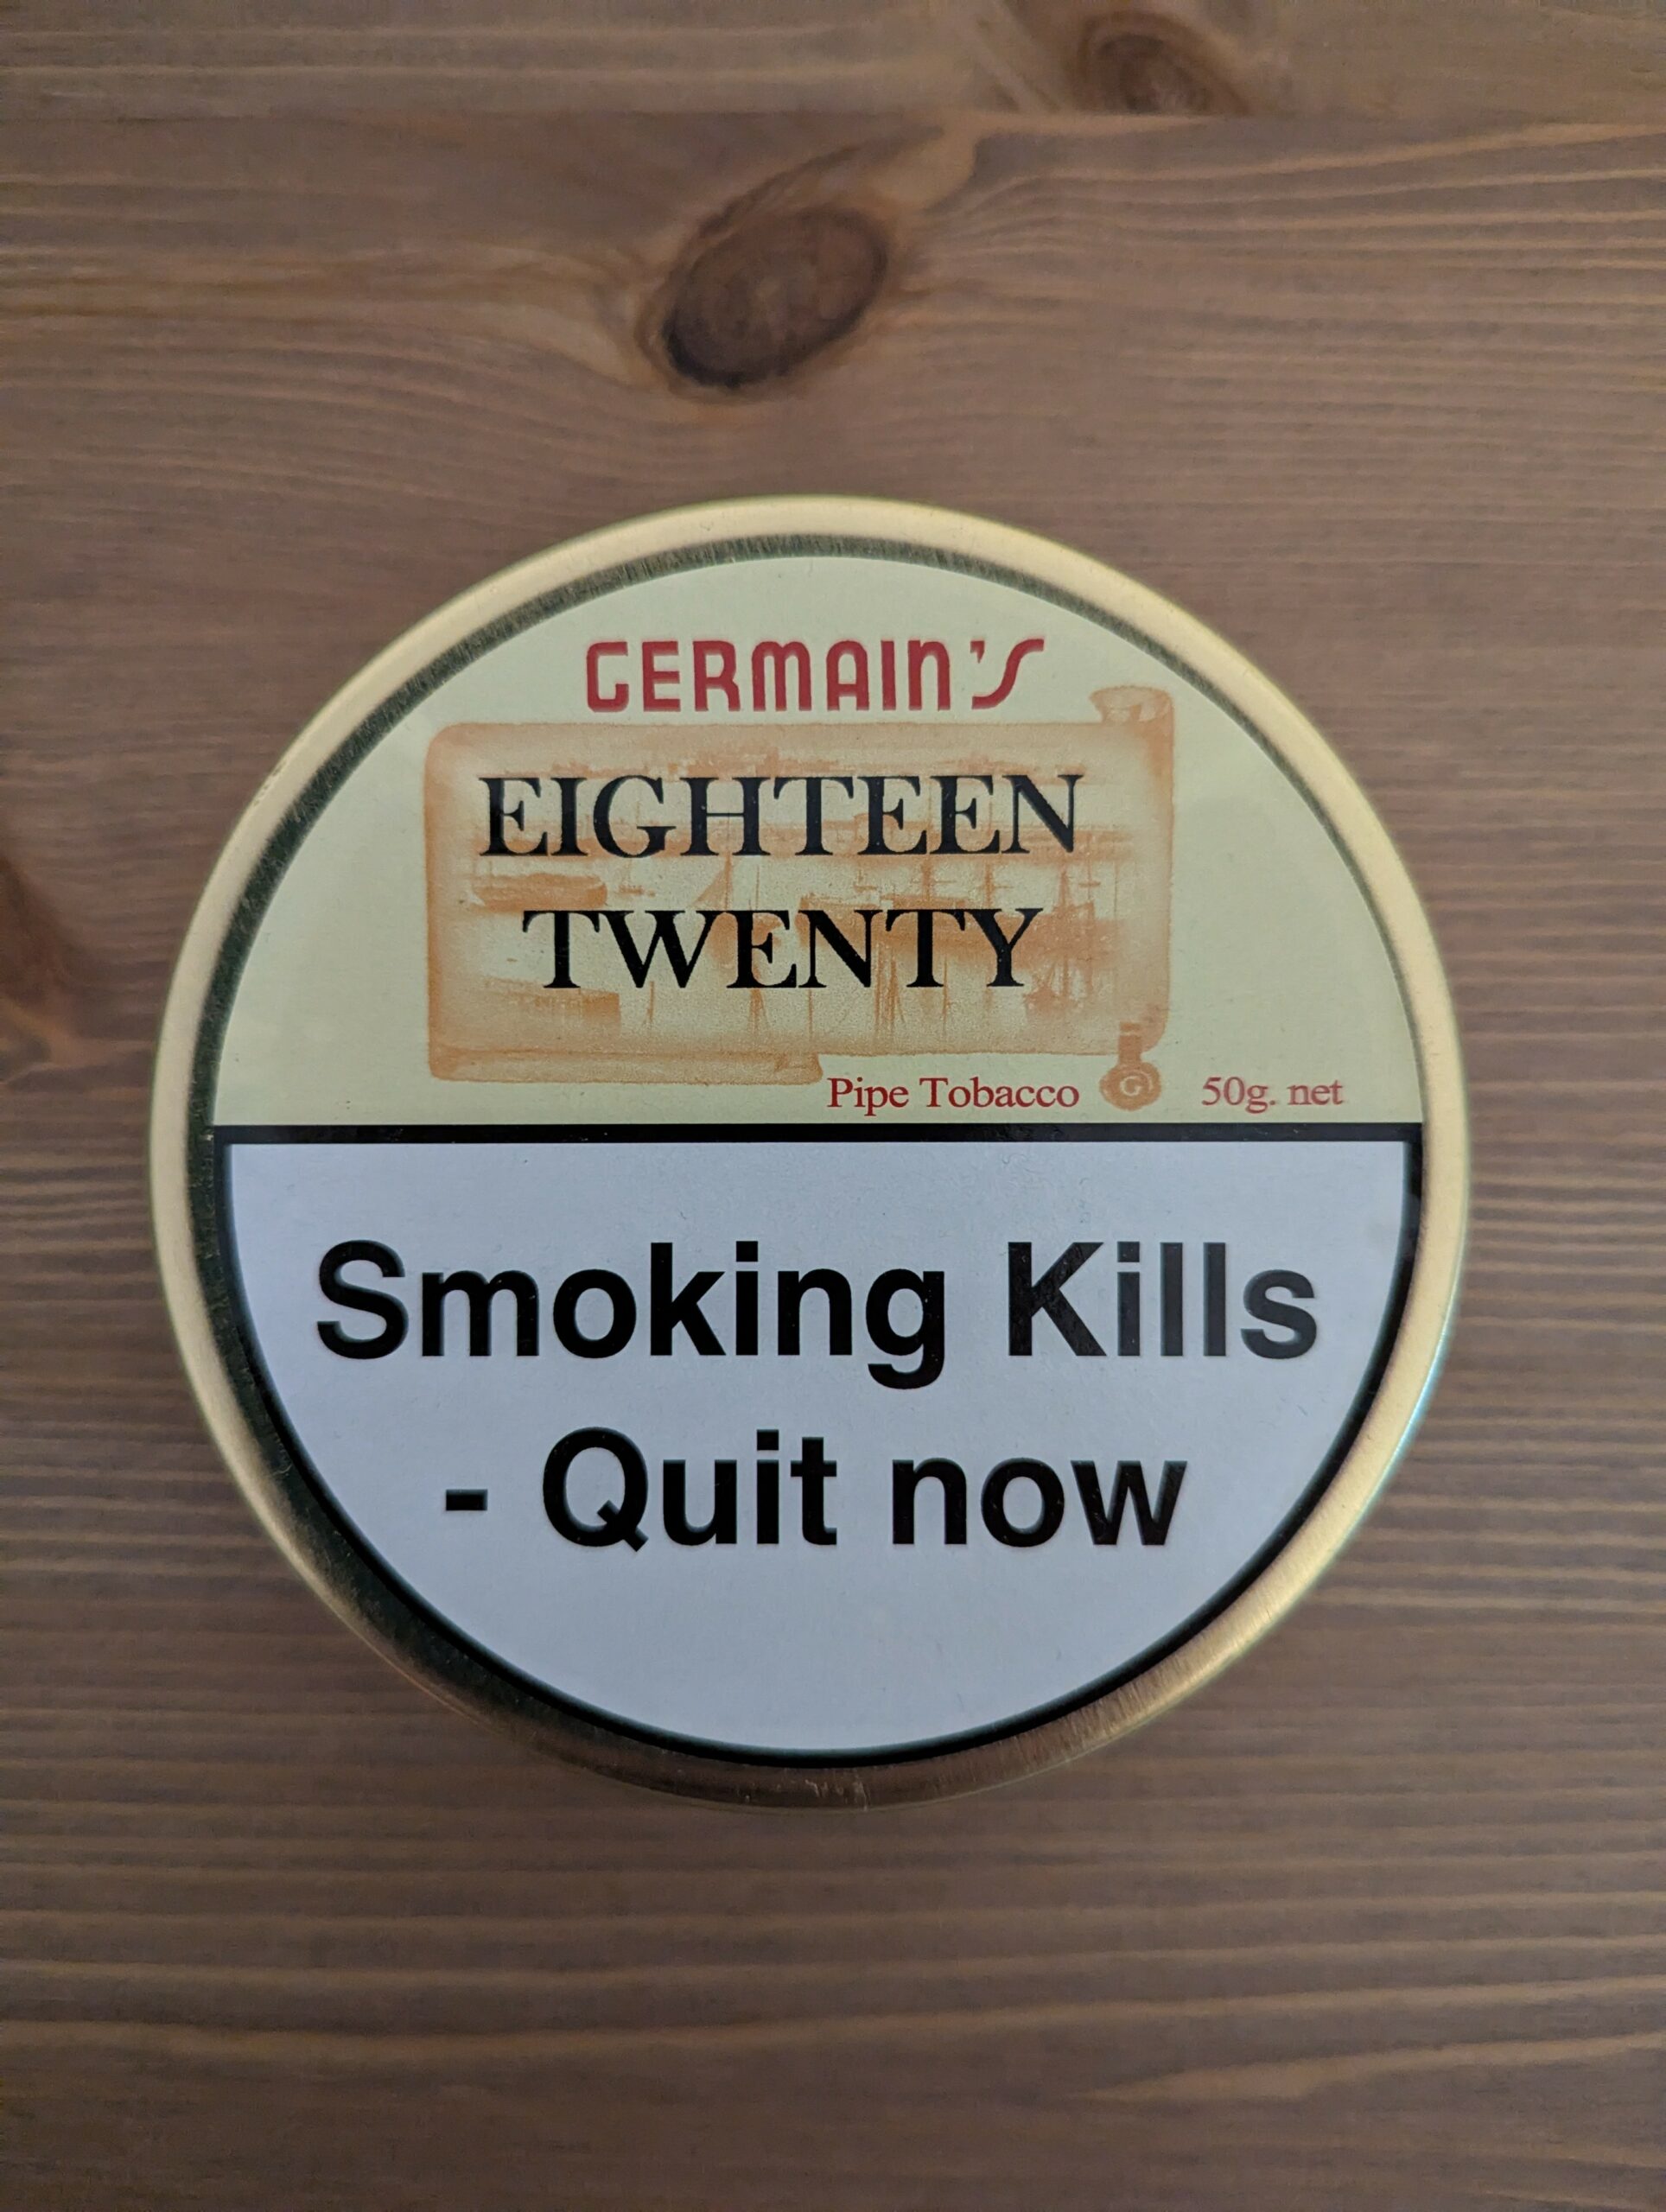 GERMAIN'S
EIGHTEEN
TWENTY
Pipe Tobacco G 50g. net
Smoking Kills
- Quit now